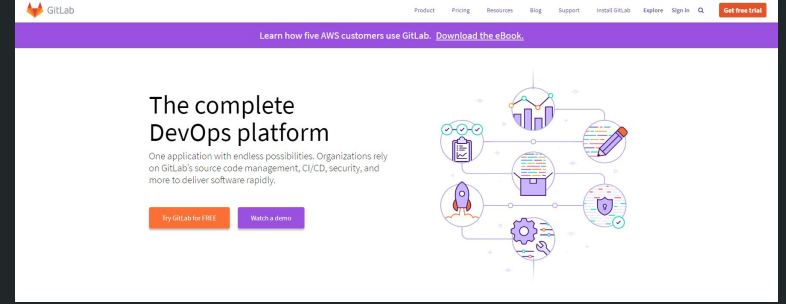 GitLab
Product Pricing Resources Blog Support Install GitLab Explore Sign in Get free trial
Learn how five AWS customers use GitLab. Download the eBook.
The complete
DevOps platform
One application with endless possibilities. Organizations rely
on GitLab's source code management, CI/CD, security, and
more to deliver software rapidly.
Try GitLab for FREE Watch a demo